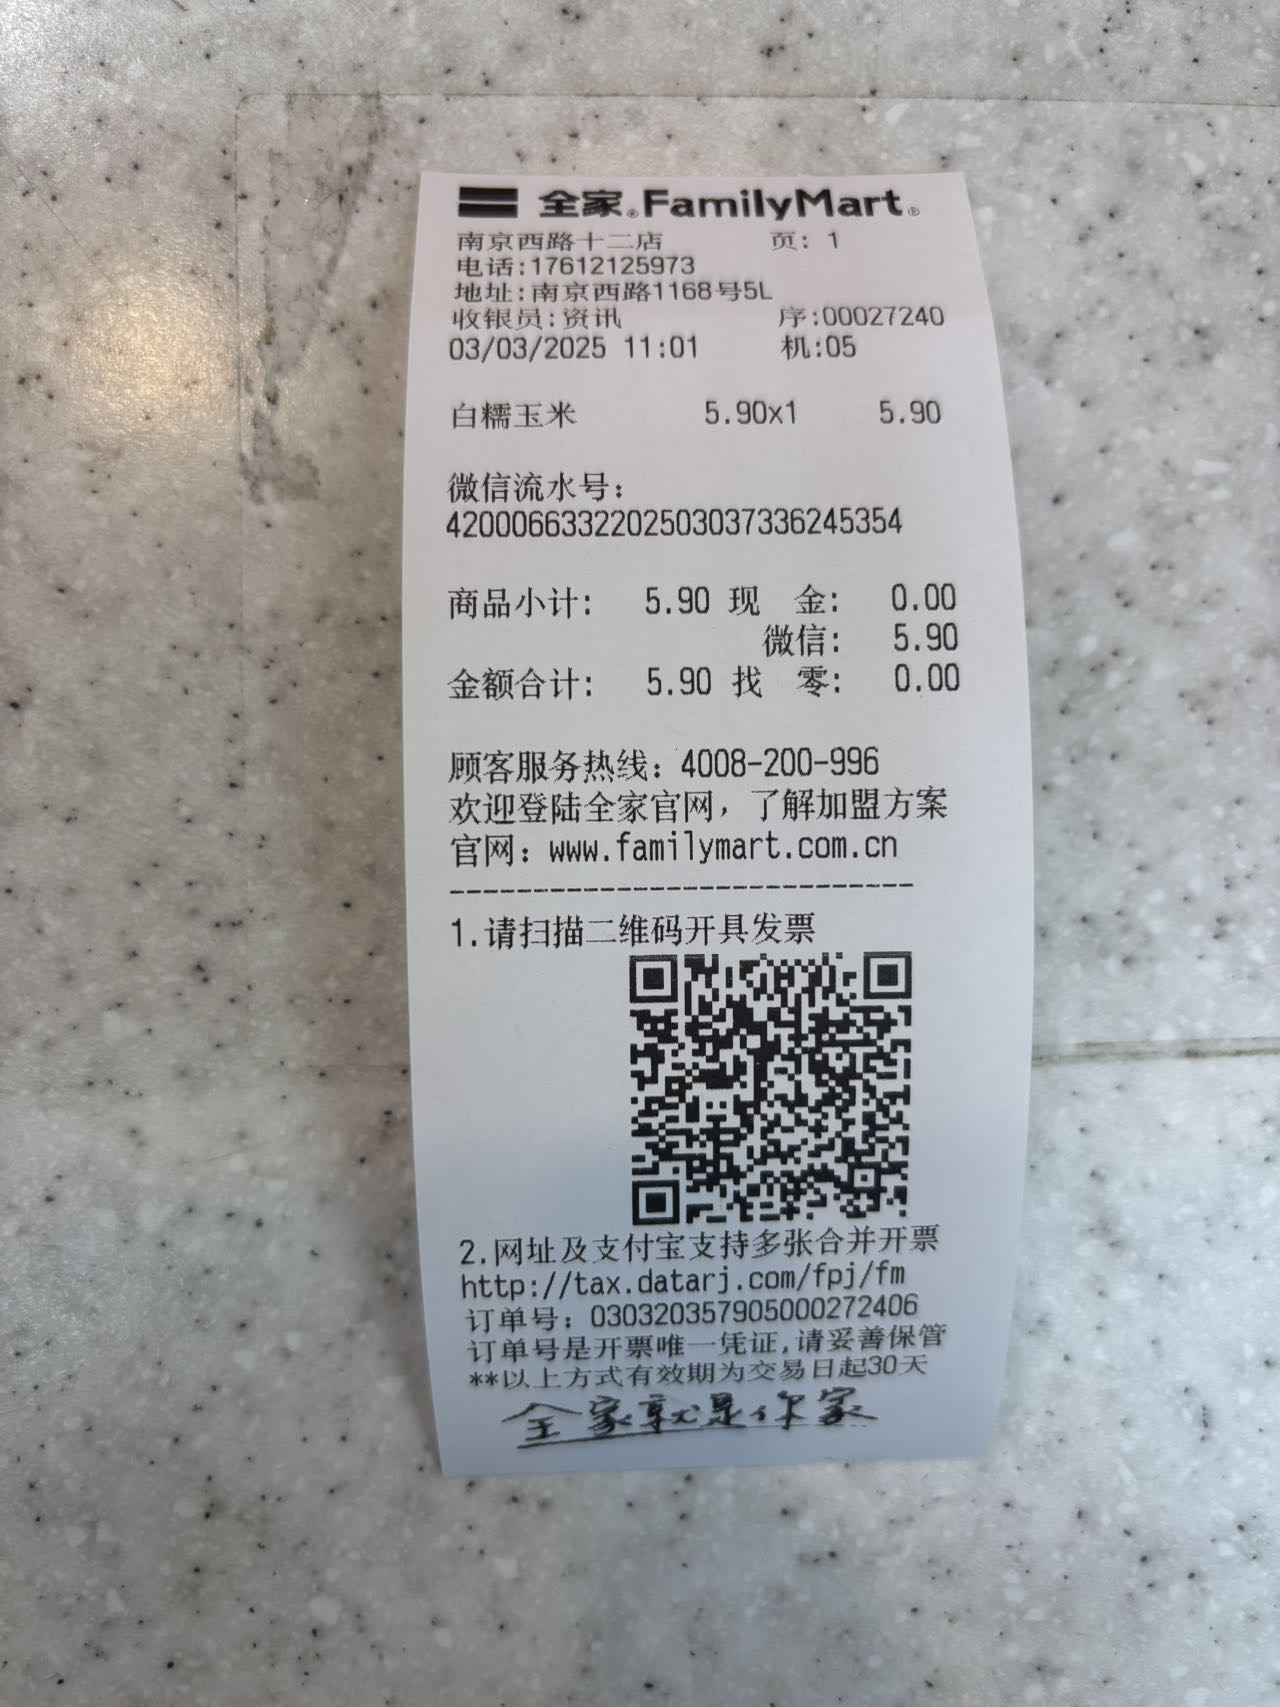 全家®FamilyMart®
南京西路十二店 页: 1
电话:17612125973
地址:南京西路1168号5L
收银员:资讯 序:00027240
03/03/2025 11:01 机:05
白糯玉米 5.90x1 5.90
微信流水号:
4200066332202503037336245354
商品小计: 5.90 现 金: 0.00
微信: 5.90
金额合计: 5.90 找 零: 0.00
顾客服务热线: 4008-200-996
欢迎登陆全家官网, 了解加盟方案
官网: www.familymart.com.cn
----------------------------
1.请扫描二维码开具发票
2.网址及支付宝支持多张合并开票
http://tax.datarj.com/fpj/fm
订单号: 0303203579050002​72406
订单号是开票唯一凭证,请妥善保管
**以上方式有效期为交易日起30天
全家就是你家